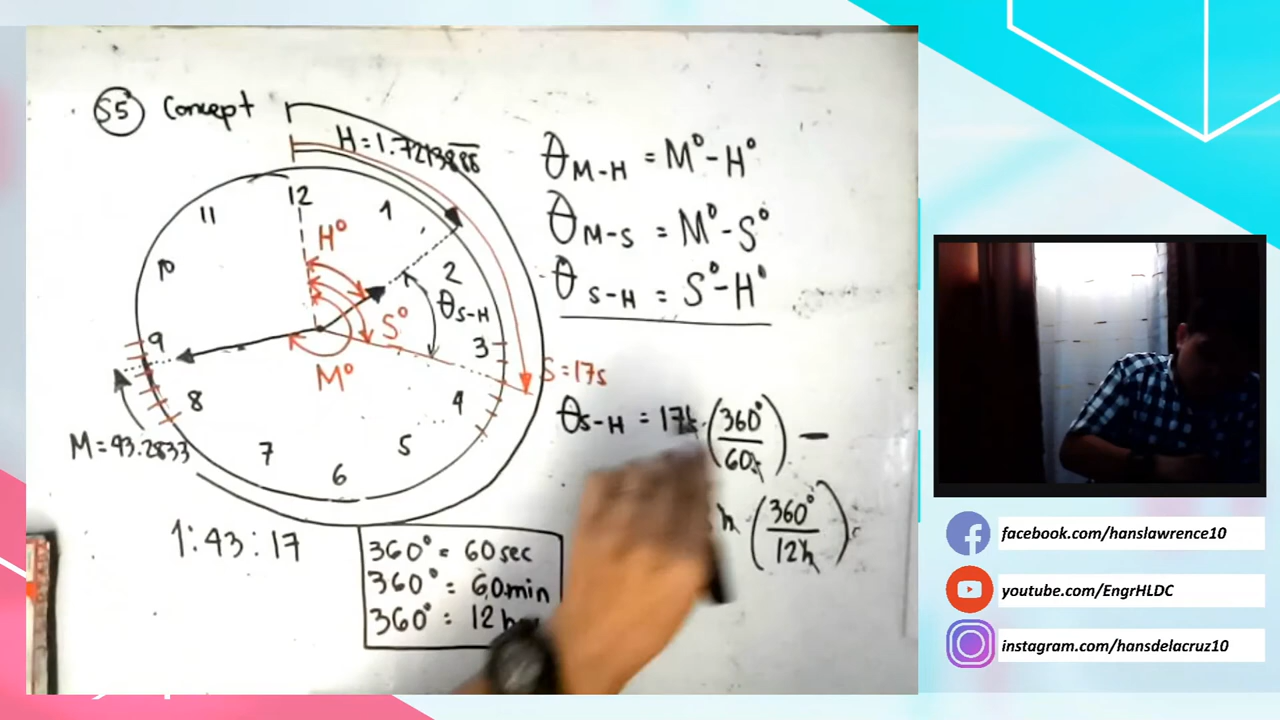 S5 Concept
H = 1.7213888
12
11
1
H°
10
2
θS-H
9
S°
3
M°
S = 17s
8
4
M = 43.2833
7
5
6
1:43:17
360° = 60 sec
360° = 60 min
360° = 12
θM-H = M° - H°
θM-S = M° - S°
θS-H = S° - H°
θS-H = 17s (360°/60s) -
h (360°/12h)
facebook.com/hanslawrence10
youtube.com/EngrHLDC
instagram.com/hansdelacruz10